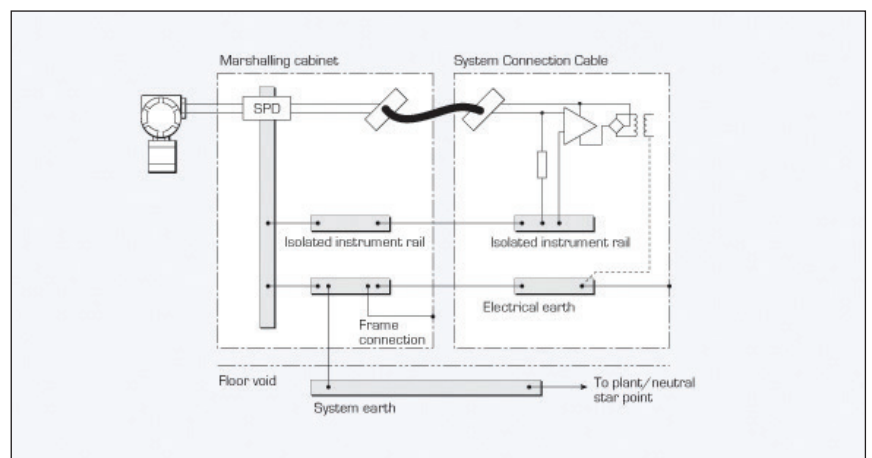 Marshalling cabinet
System Connection Cable
SPD
Isolated instrument rail
Isolated instrument rail
Electrical earth
Frame
connection
Floor void
System earth
To plant/neutral
star point